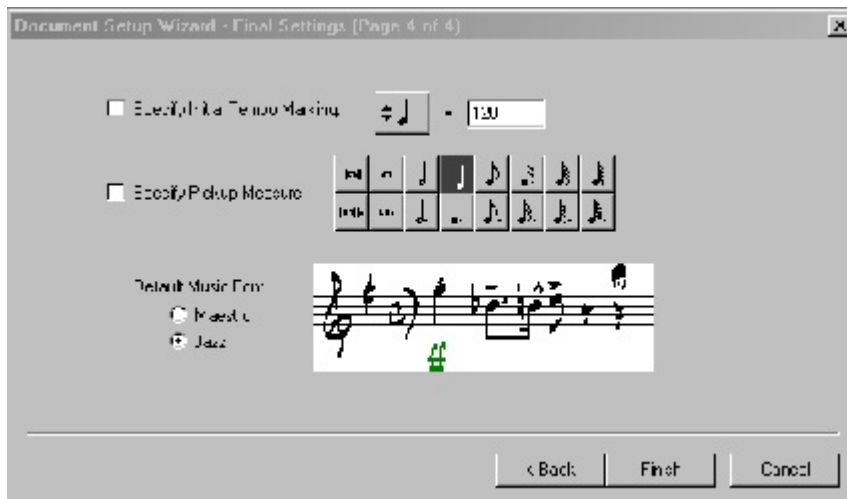 Document Setup Wizard - Final Settings (Page 4 of 4)
Specify Initial Tempo Marking
= 120
Specify Pickup Measure
Default Music Font
Maestro
Jazz
ff
< Back
Finish
Cancel